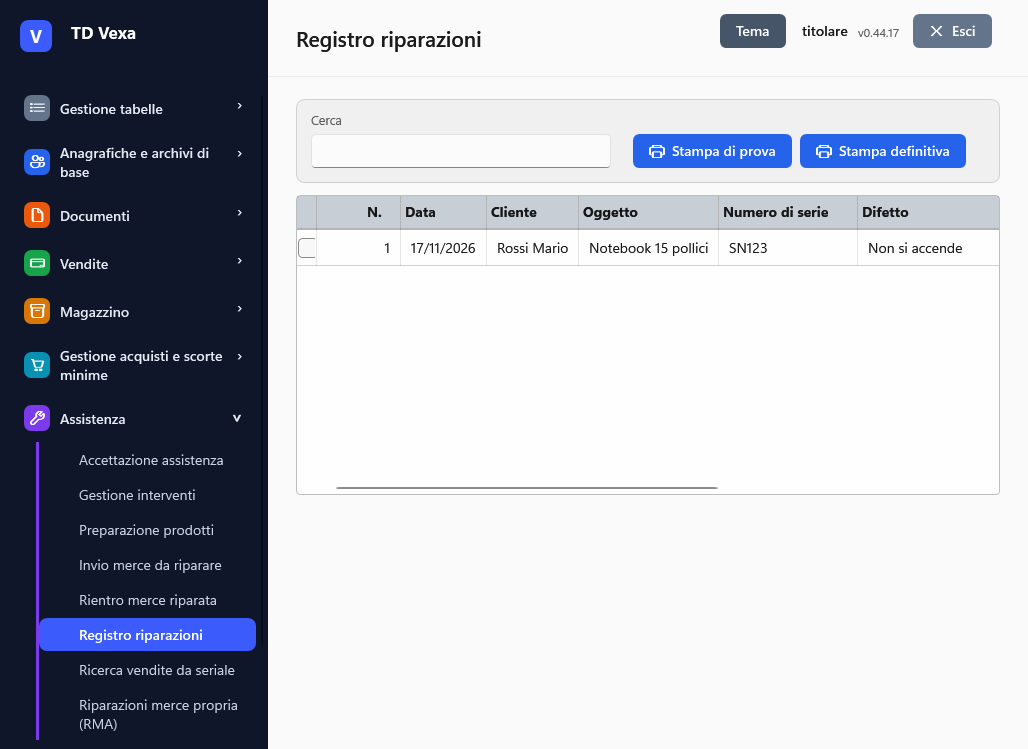 V
TD Vexa
Gestione tabelle
Anagrafiche e archivi di
base
Documenti
Vendite
Magazzino
Gestione acquisti e scorte
minime
Assistenza
Accettazione assistenza
Gestione interventi
Preparazione prodotti
Invio merce da riparare
Rientro merce riparata
Registro riparazioni
Ricerca vendite da seriale
Riparazioni merce propria
(RMA)
Registro riparazioni
Tema titolare v0.44.17 Esci
Cerca
Stampa di prova Stampa definitiva
N. Data Cliente Oggetto Numero di serie Difetto
1 17/11/2026 Rossi Mario Notebook 15 pollici SN123 Non si accende